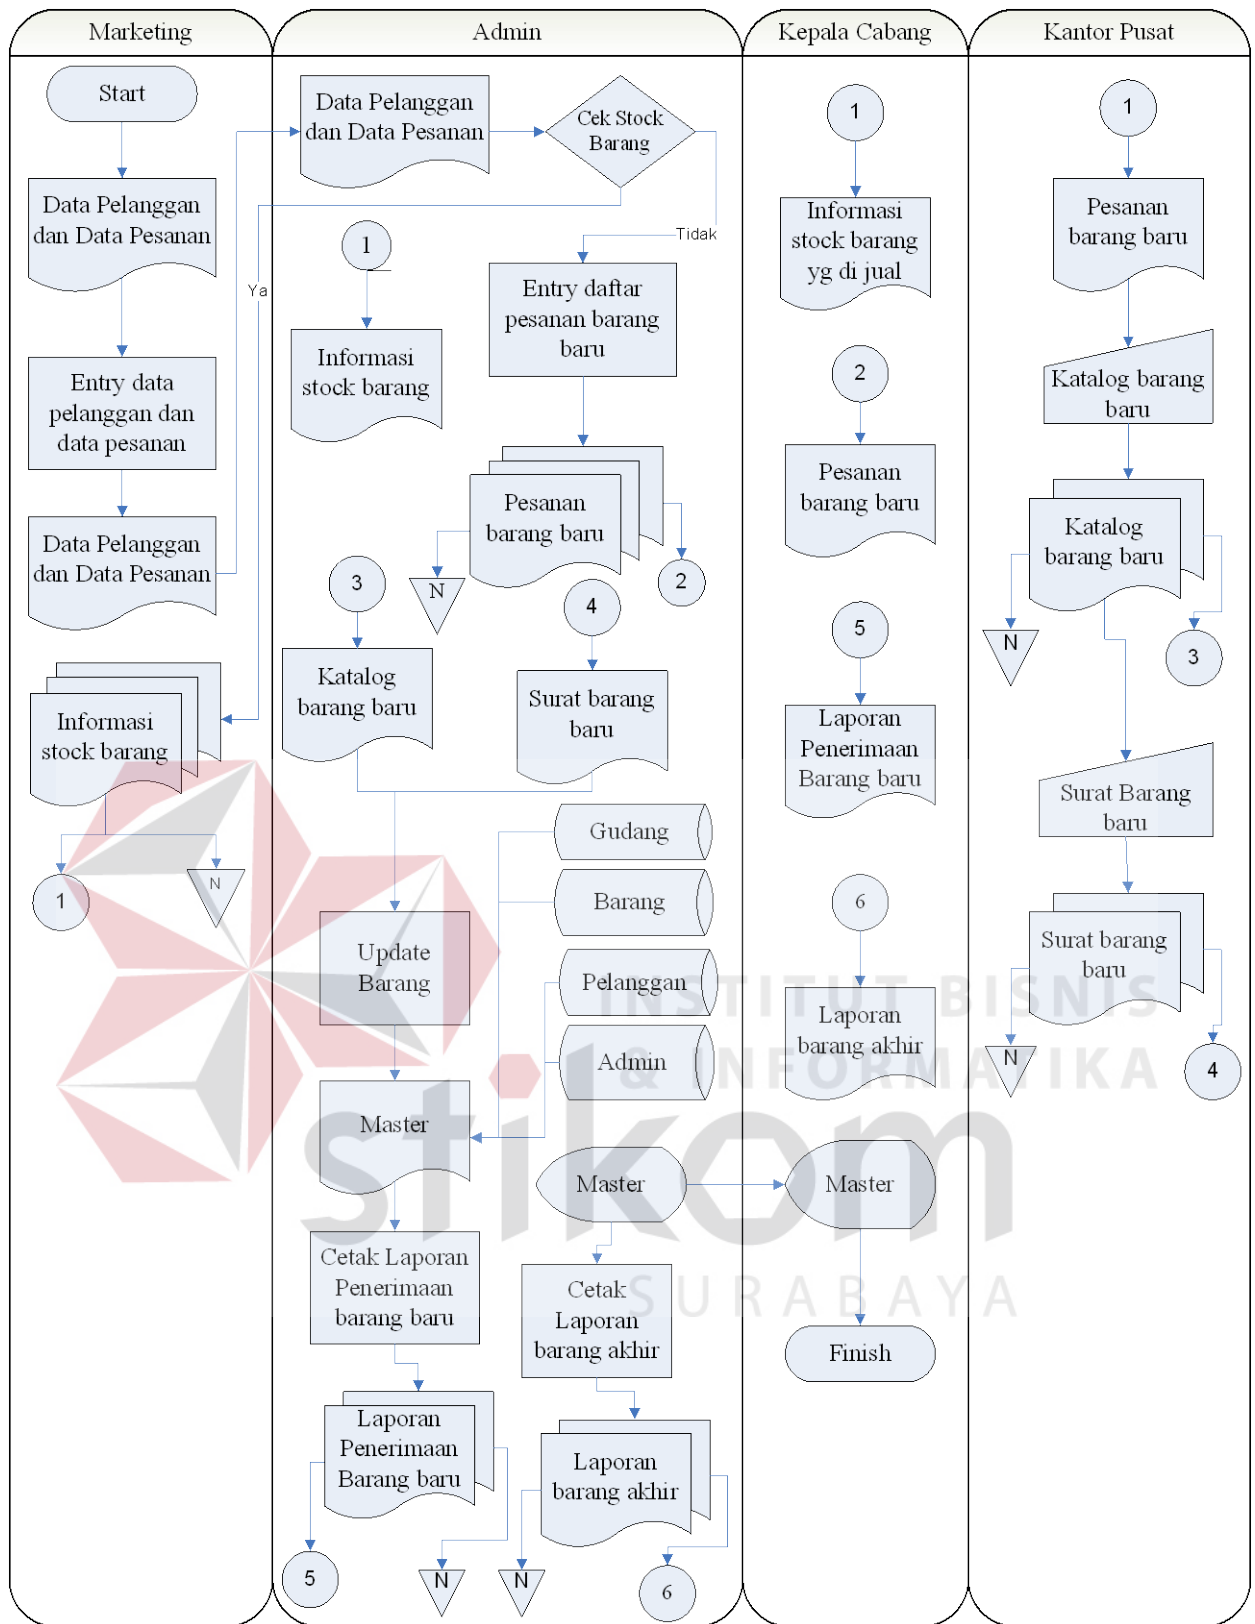 Marketing
Start
Data Pelanggan
dan Data Pesanan
Entry data
pelanggan dan
data pesanan
Data Pelanggan
dan Data Pesanan
Informasi
stock barang
1
N
Ya
Admin
Data Pelanggan
dan Data Pesanan
Cek Stock
Barang
Tidak
1
Informasi
stock barang
Entry daftar
pesanan barang
baru
Pesanan
barang baru
N
2
3
Katalog
barang baru
4
Surat barang
baru
Gudang
Barang
Pelanggan
Admin
Update
Barang
Master
Cetak Laporan
Penerimaan
barang baru
Laporan
Penerimaan
Barang baru
5
N
Master
Cetak
Laporan
barang akhir
Laporan
barang akhir
N
6
Kepala Cabang
1
Informasi
stock barang
yg di jual
2
Pesanan
barang baru
5
Laporan
Penerimaan
Barang baru
6
Laporan
barang akhir
Master
Finish
Kantor Pusat
1
Pesanan
barang baru
Katalog barang
baru
Katalog
barang baru
N
3
Surat Barang
baru
Surat barang
baru
N
4
INSTITUT BISNIS
& INFORMATIKA
stikom
SURABAYA